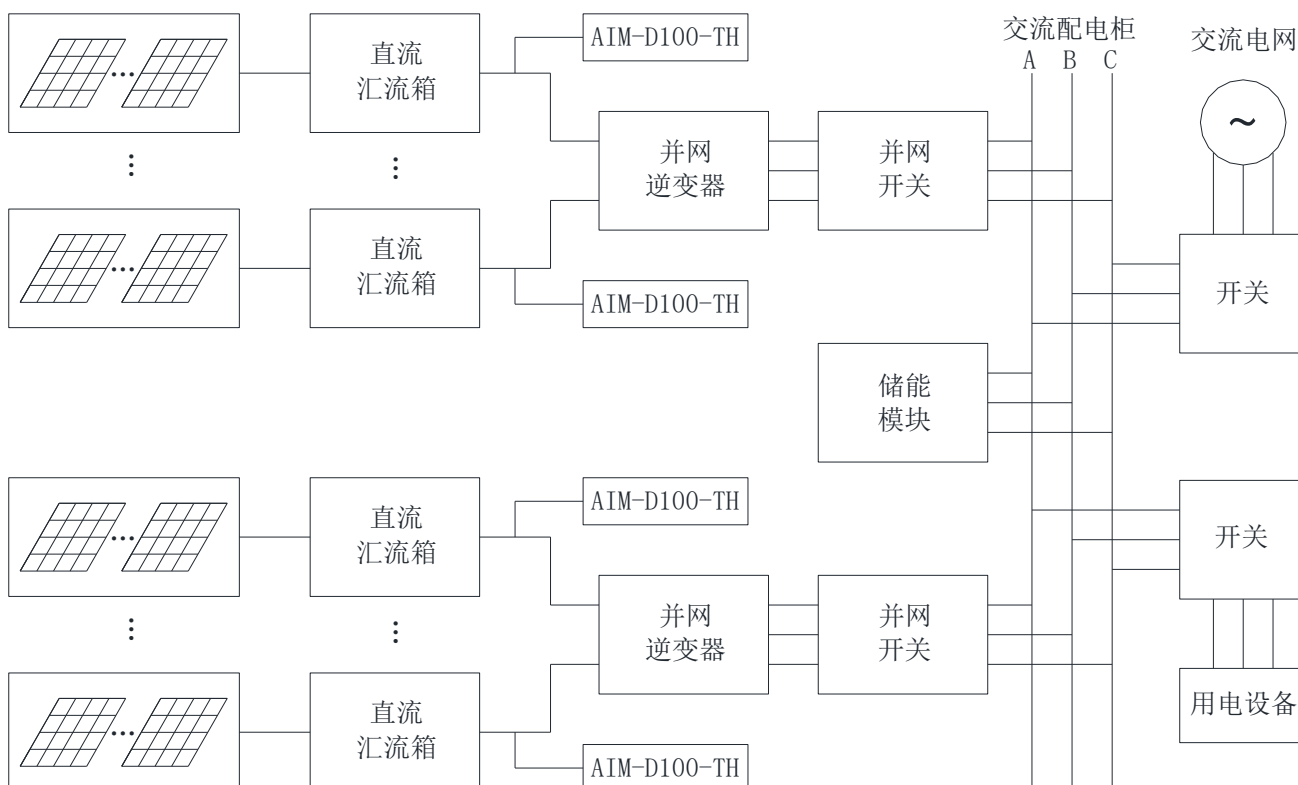 AIM-D100-TH
交流配电柜
交流电网
A B C
直流
汇流箱
~
并网
逆变器
并网
开关
直流
汇流箱
AIM-D100-TH
开关
储能
模块
直流
汇流箱
AIM-D100-TH
开关
并网
逆变器
并网
开关
直流
汇流箱
用电设备
AIM-D100-TH